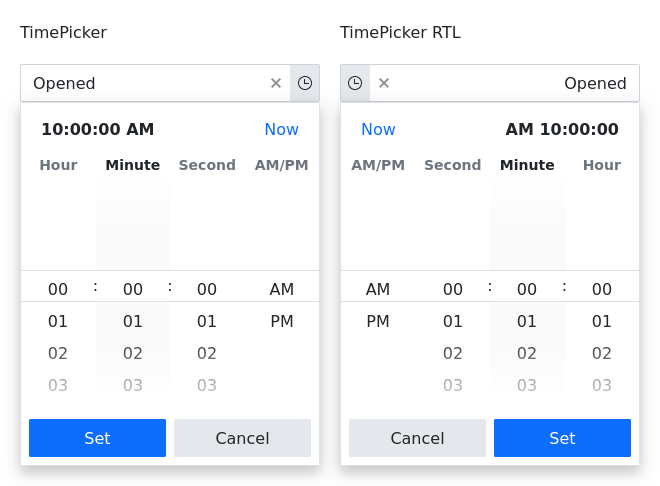 TimePicker
Opened
10:00:00 AM Now
Hour Minute Second AM/PM
00 : 00 : 00 AM
01 01 01 PM
02 02 02
03 03 03
Set Cancel
TimePicker RTL
Opened
Now AM 10:00:00
AM/PM Second Minute Hour
AM 00 : 00 : 00
PM 01 01 01
02 02 02
03 03 03
Cancel Set